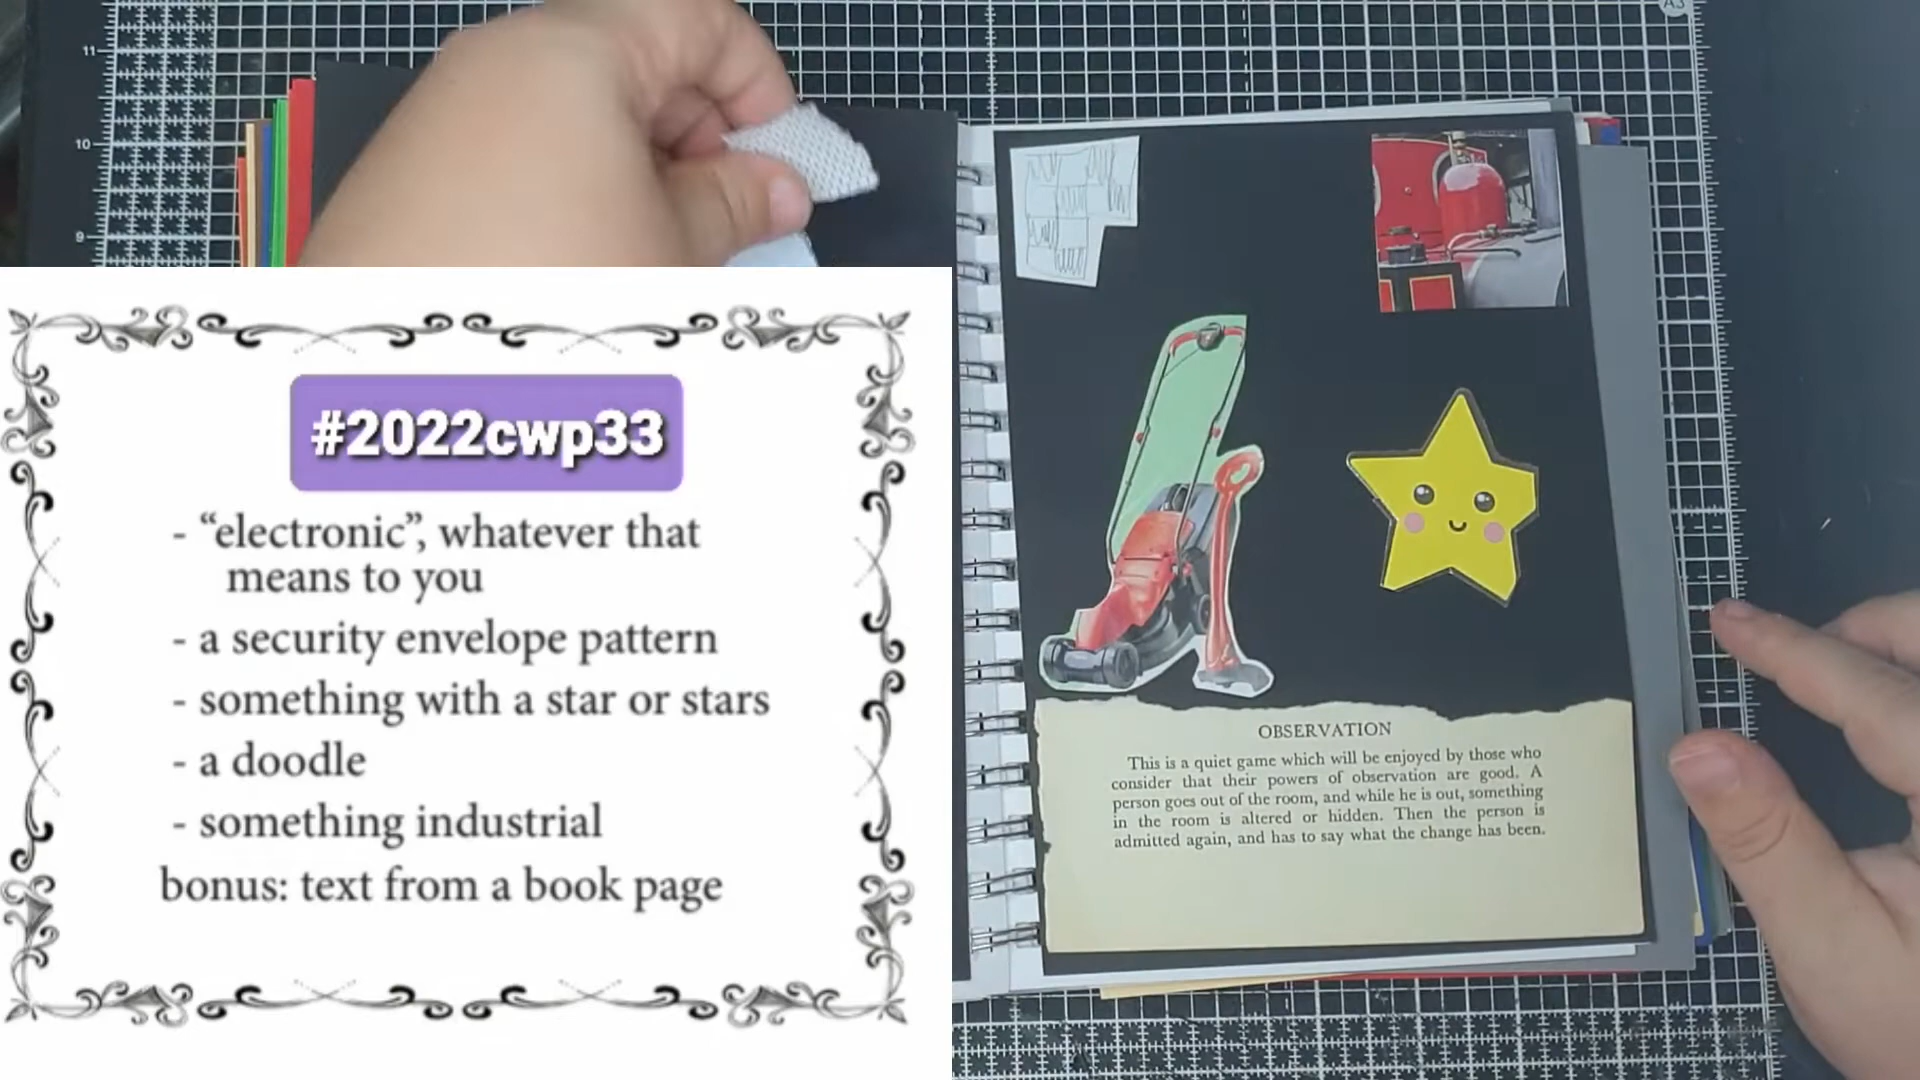 11
10
9
A3
#2022cwp33
- “electronic”, whatever that
means to you
- a security envelope pattern
- something with a star or stars
- a doodle
- something industrial
bonus: text from a book page
OBSERVATION
This is a quiet game which will be enjoyed by those who
consider that their powers of observation are good. A
person goes out of the room, and while he is out, something
in the room is altered or hidden. Then the person is
admitted again, and has to say what the change has been.